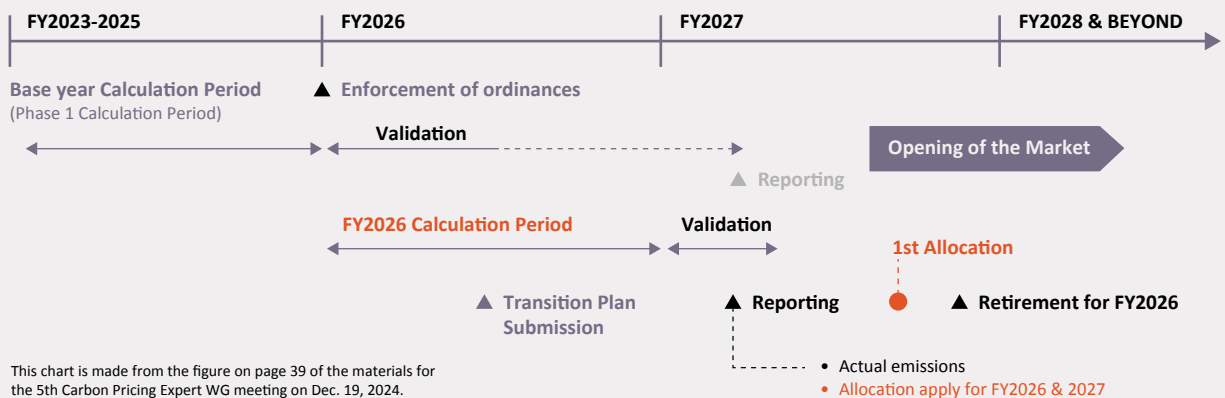 FY2023-2025
FY2026
FY2027
FY2028 & BEYOND
Base year Calculation Period
(Phase 1 Calculation Period)
Enforcement of ordinances
Validation
Opening of the Market
Reporting
FY2026 Calculation Period
Validation
1st Allocation
Transition Plan
Submission
Reporting
Retirement for FY2026
This chart is made from the figure on page 39 of the materials for
the 5th Carbon Pricing Expert WG meeting on Dec. 19, 2024.
• Actual emissions
• Allocation apply for FY2026 & 2027